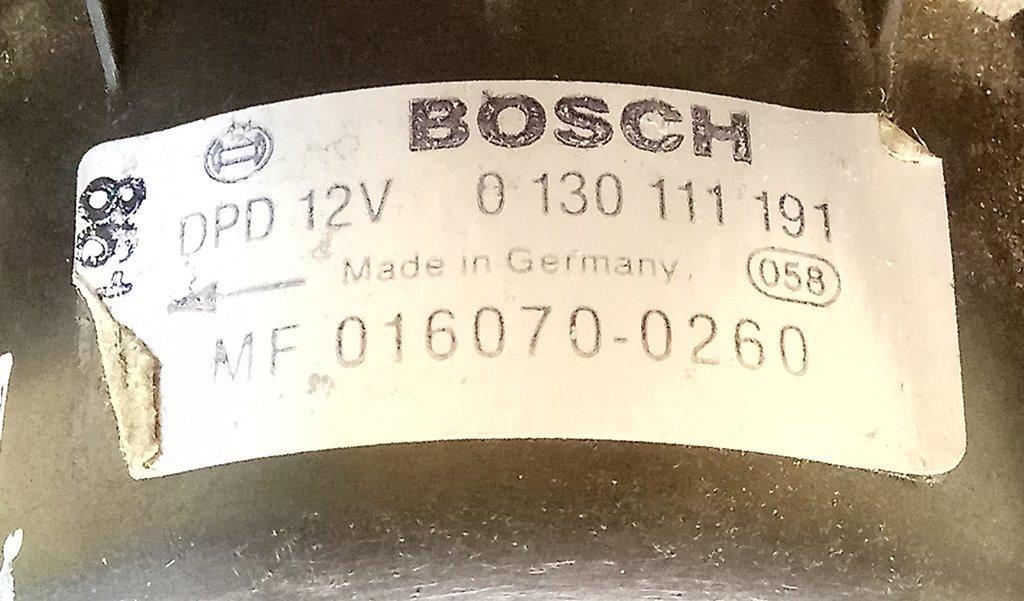 BOSCH
DPD 12V 0 130 111 191
Made in Germany
058
MF 016070-0260